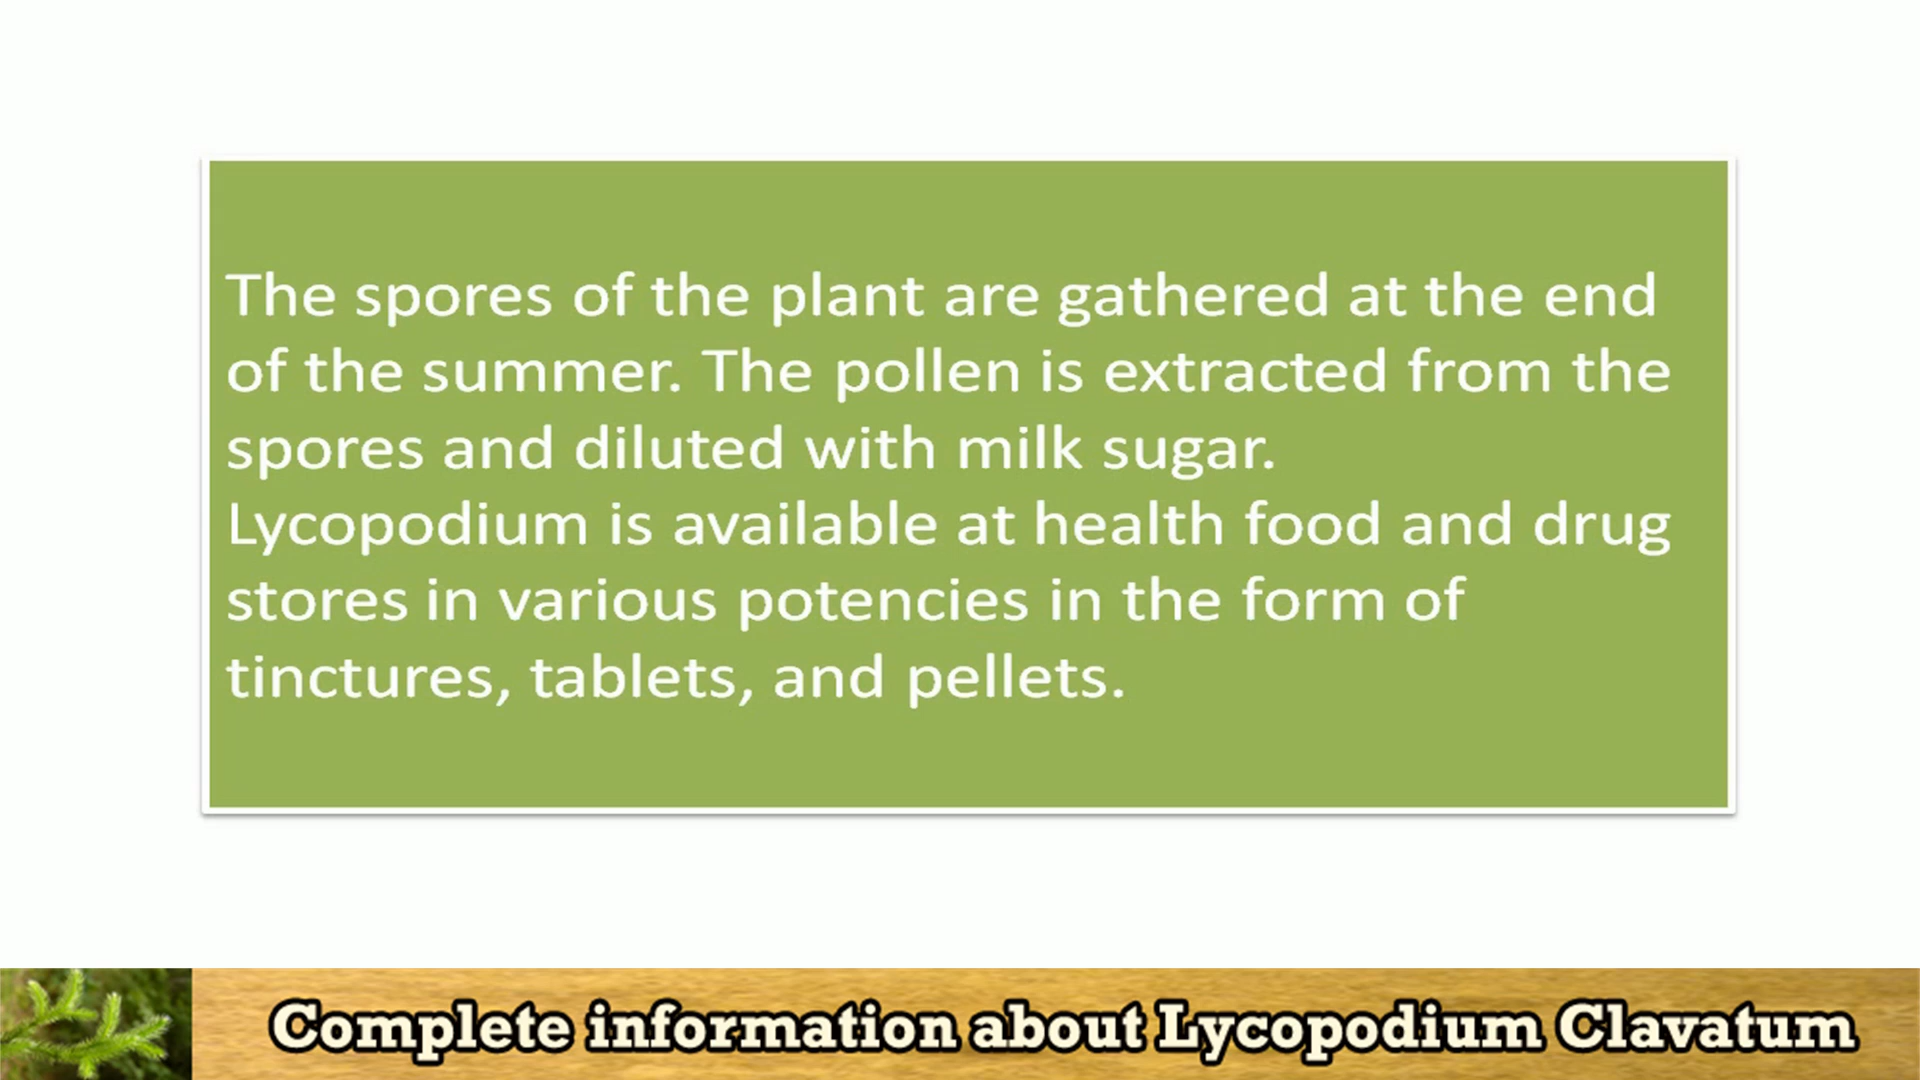 The spores of the plant are gathered at the end
of the summer. The pollen is extracted from the
spores and diluted with milk sugar.
Lycopodium is available at health food and drug
stores in various potencies in the form of
tinctures, tablets, and pellets.
Complete information about Lycopodium Clavatum